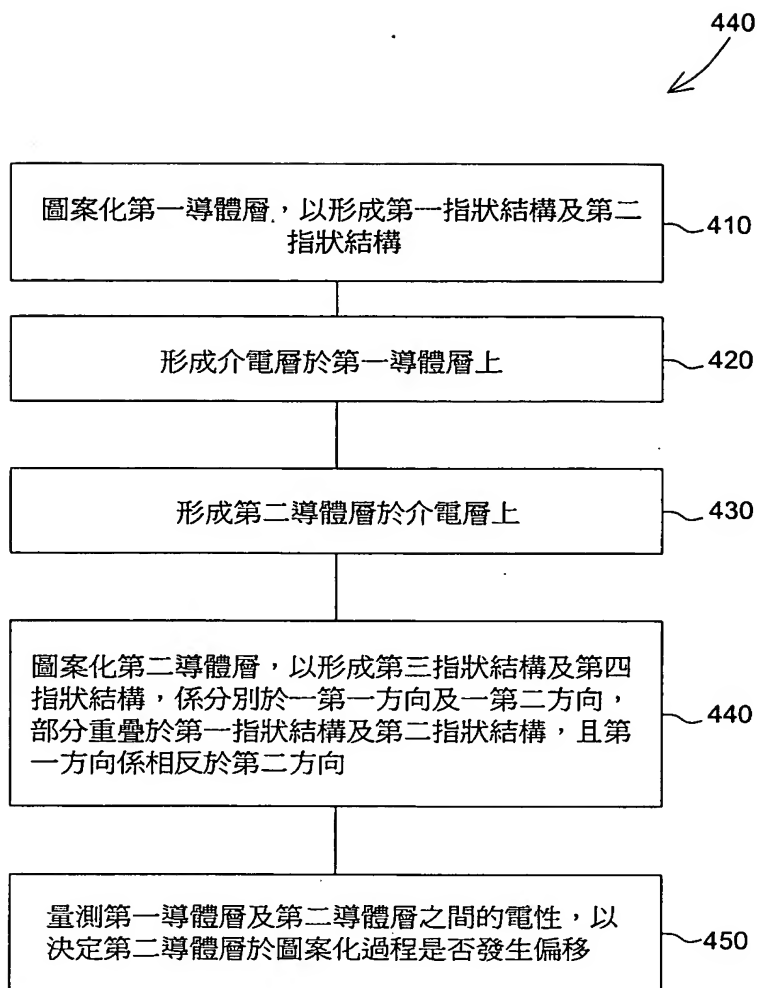 440
圖案化第一導體層，以形成第一指狀結構及第二
指狀結構
410
形成介電層於第一導體層上
420
形成第二導體層於介電層上
430
圖案化第二導體層，以形成第三指狀結構及第四
指狀結構，係分別於一第一方向及一第二方向，
部分重疊於第一指狀結構及第二指狀結構，且第
一方向係相反於第二方向
440
量測第一導體層及第二導體層之間的電性，以
決定第二導體層於圖案化過程是否發生偏移
450